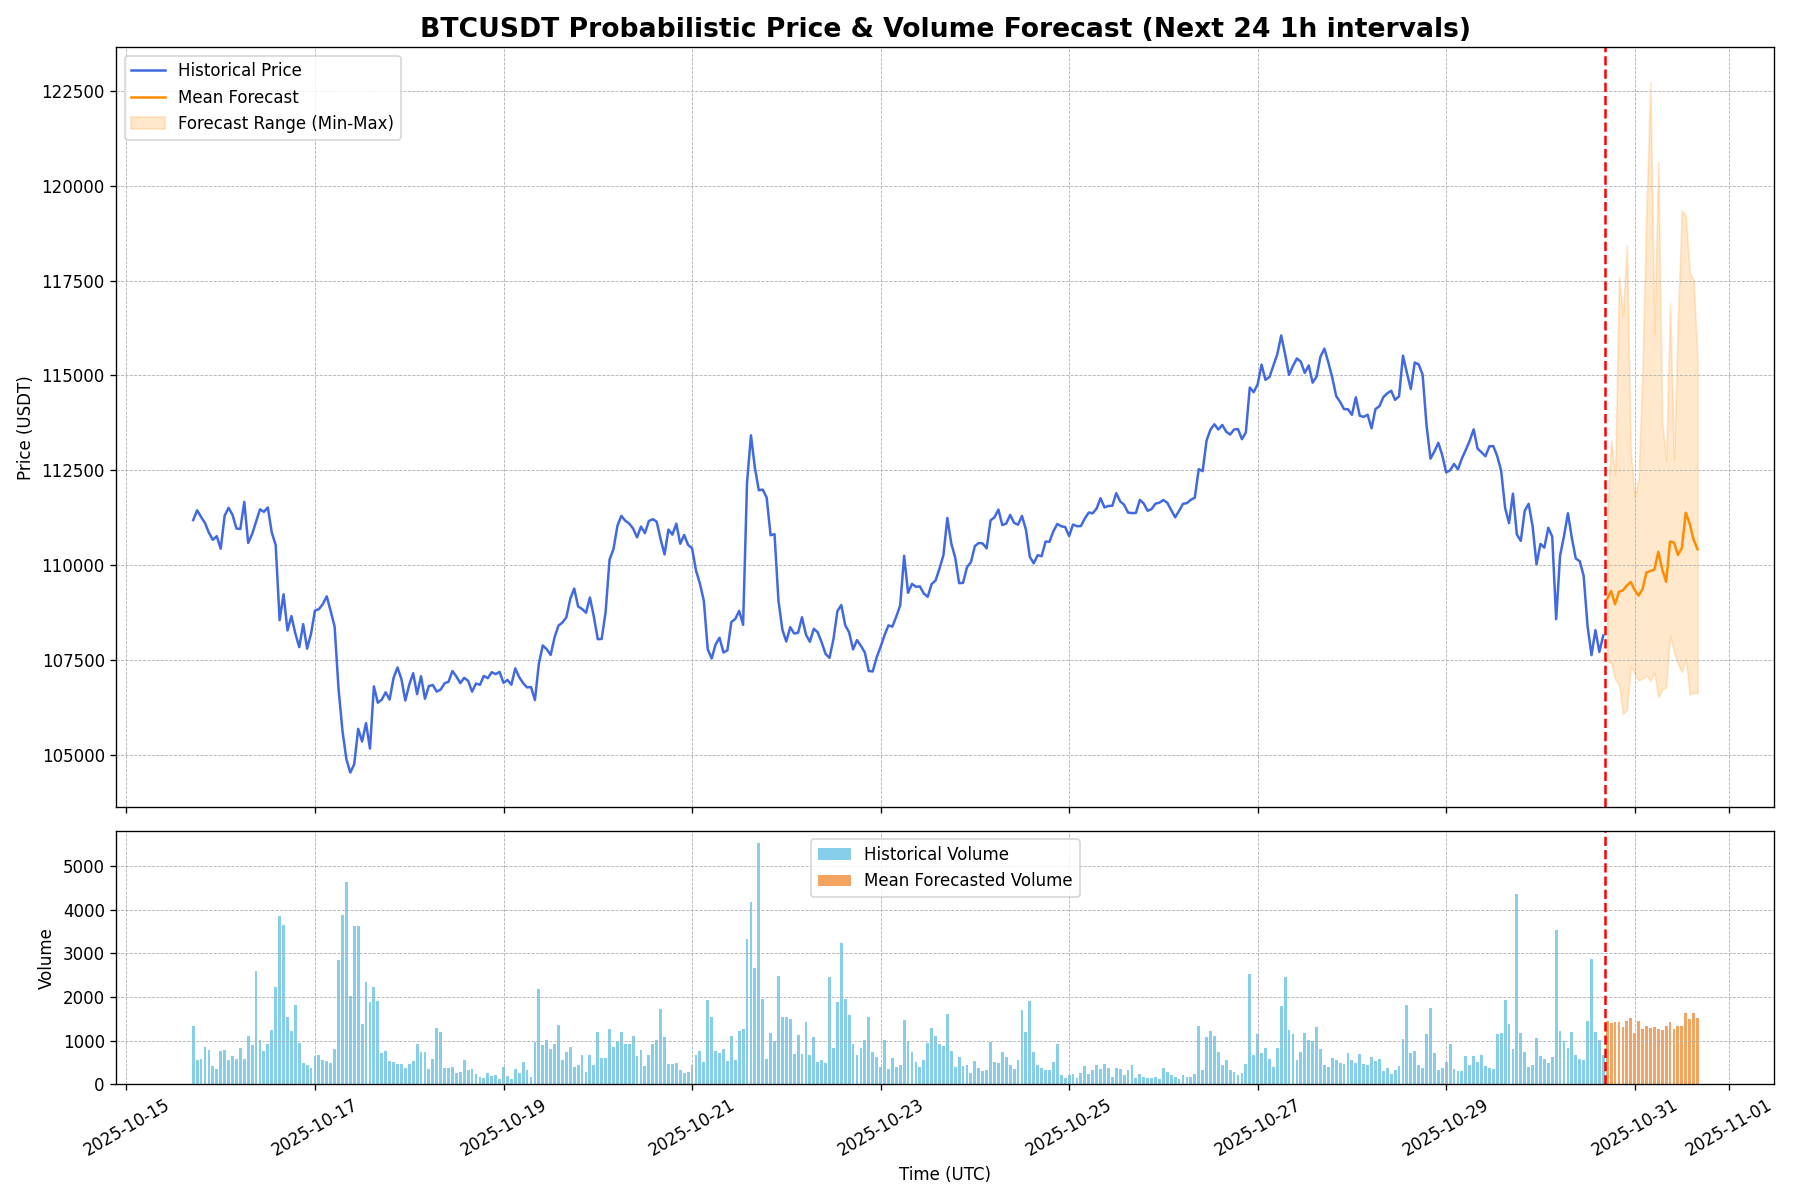 BTCUSDT Probabilistic Price & Volume Forecast (Next 24 1h intervals)
Historical Price
Mean Forecast
Forecast Range (Min-Max)
122500
120000
117500
115000
112500
110000
107500
105000
Price (USDT)
Historical Volume
Mean Forecasted Volume
5000
4000
3000
2000
1000
0
Volume
2025-10-15
2025-10-17
2025-10-19
2025-10-21
2025-10-23
2025-10-25
2025-10-27
2025-10-29
2025-10-31
2025-11-01
Time (UTC)